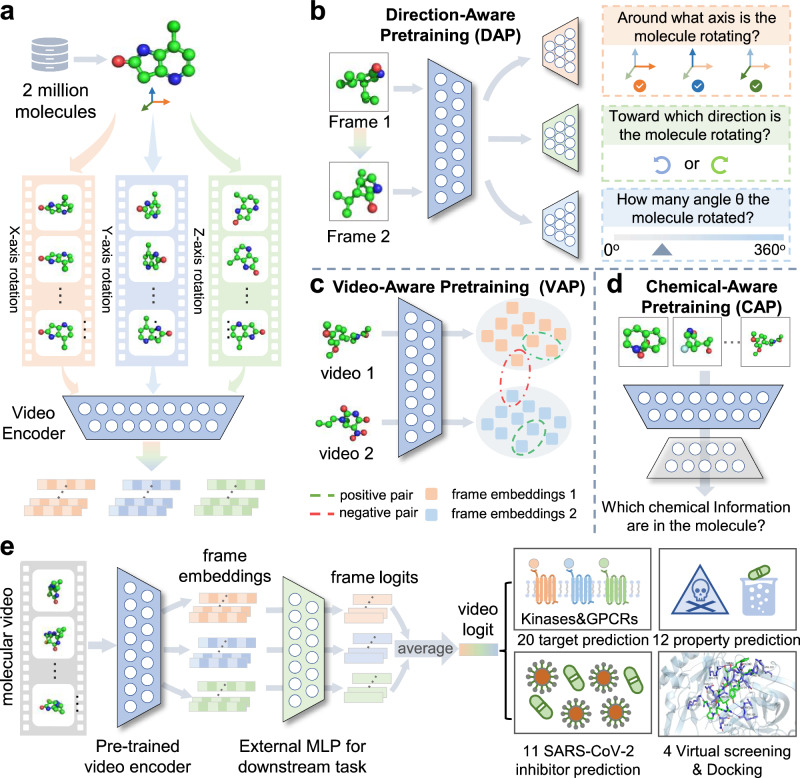 a
2 million
molecules
X-axis rotation
Y-axis rotation
Z-axis rotation
Video
Encoder
b
Direction-Aware
Pretraining (DAP)
Frame 1
Frame 2
Around what axis is the
molecule rotating?
Toward which direction is
the molecule rotating?
or
How many angle θ the
molecule rotated?
0º
360º
c
Video-Aware Pretraining (VAP)
video 1
video 2
positive pair
negative pair
frame embeddings 1
frame embeddings 2
d
Chemical-Aware
Pretraining (CAP)
Which chemical Information
are in the molecule?
e
molecular video
Pre-trained
video encoder
frame
embeddings
External MLP for
downstream task
frame logits
average
video
logit
Kinases&GPCRs
20 target prediction
12 property prediction
11 SARS-CoV-2
inhibitor prediction
4 Virtual screening
& Docking